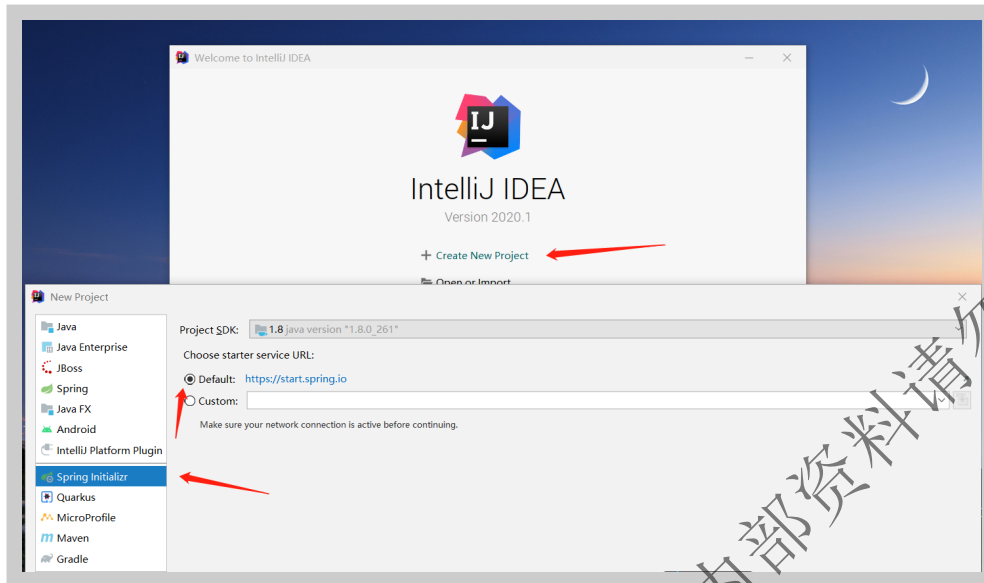 Welcome to IntelliJ IDEA
IJ
IntelliJ IDEA
Version 2020.1
+ Create New Project
Open or Import
New Project
Java
Java Enterprise
JBoss
Spring
Java FX
Android
IntelliJ Platform Plugin
Spring Initializr
Quarkus
MicroProfile
Maven
Gradle
Project SDK: 1.8 java version "1.8.0_261"
Choose starter service URL:
Default: https://start.spring.io
Custom:
Make sure your network connection is active before continuing.
内部资料请勿